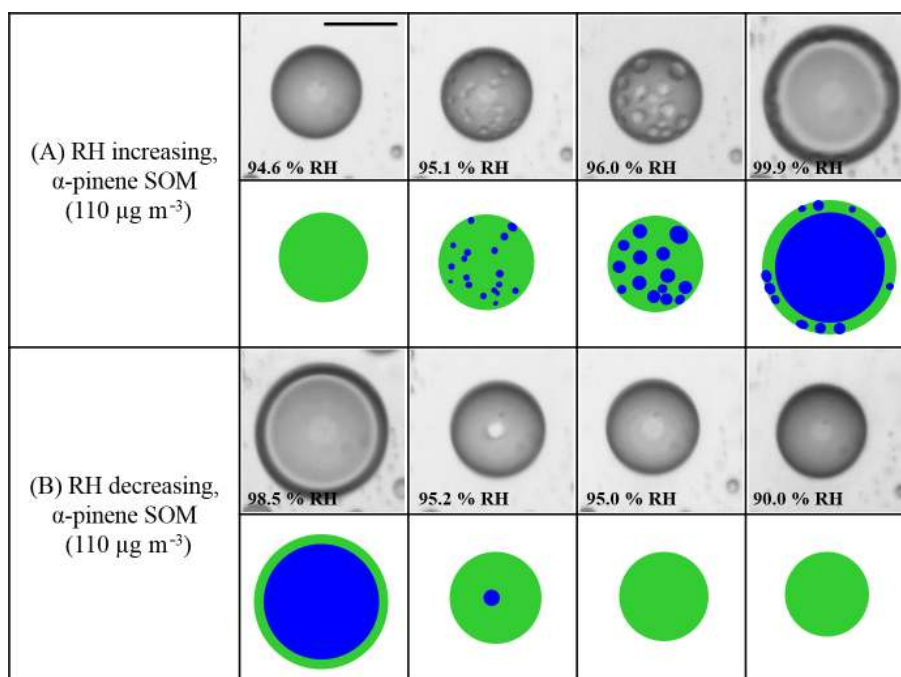 (A) RH increasing,
α-pinene SOM
(110 μg m⁻³)
94.6 % RH
95.1 % RH
96.0 % RH
99.9 % RH
(B) RH decreasing,
α-pinene SOM
(110 μg m⁻³)
98.5 % RH
95.2 % RH
95.0 % RH
90.0 % RH